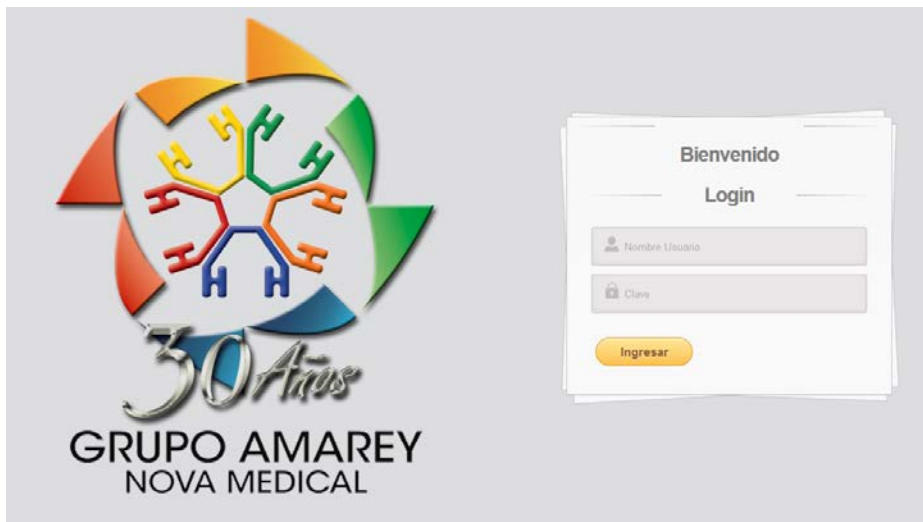 30 Años
GRUPO AMAREY
NOVA MEDICAL
Bienvenido
Login
Nombre Usuario
Clave
Ingresar